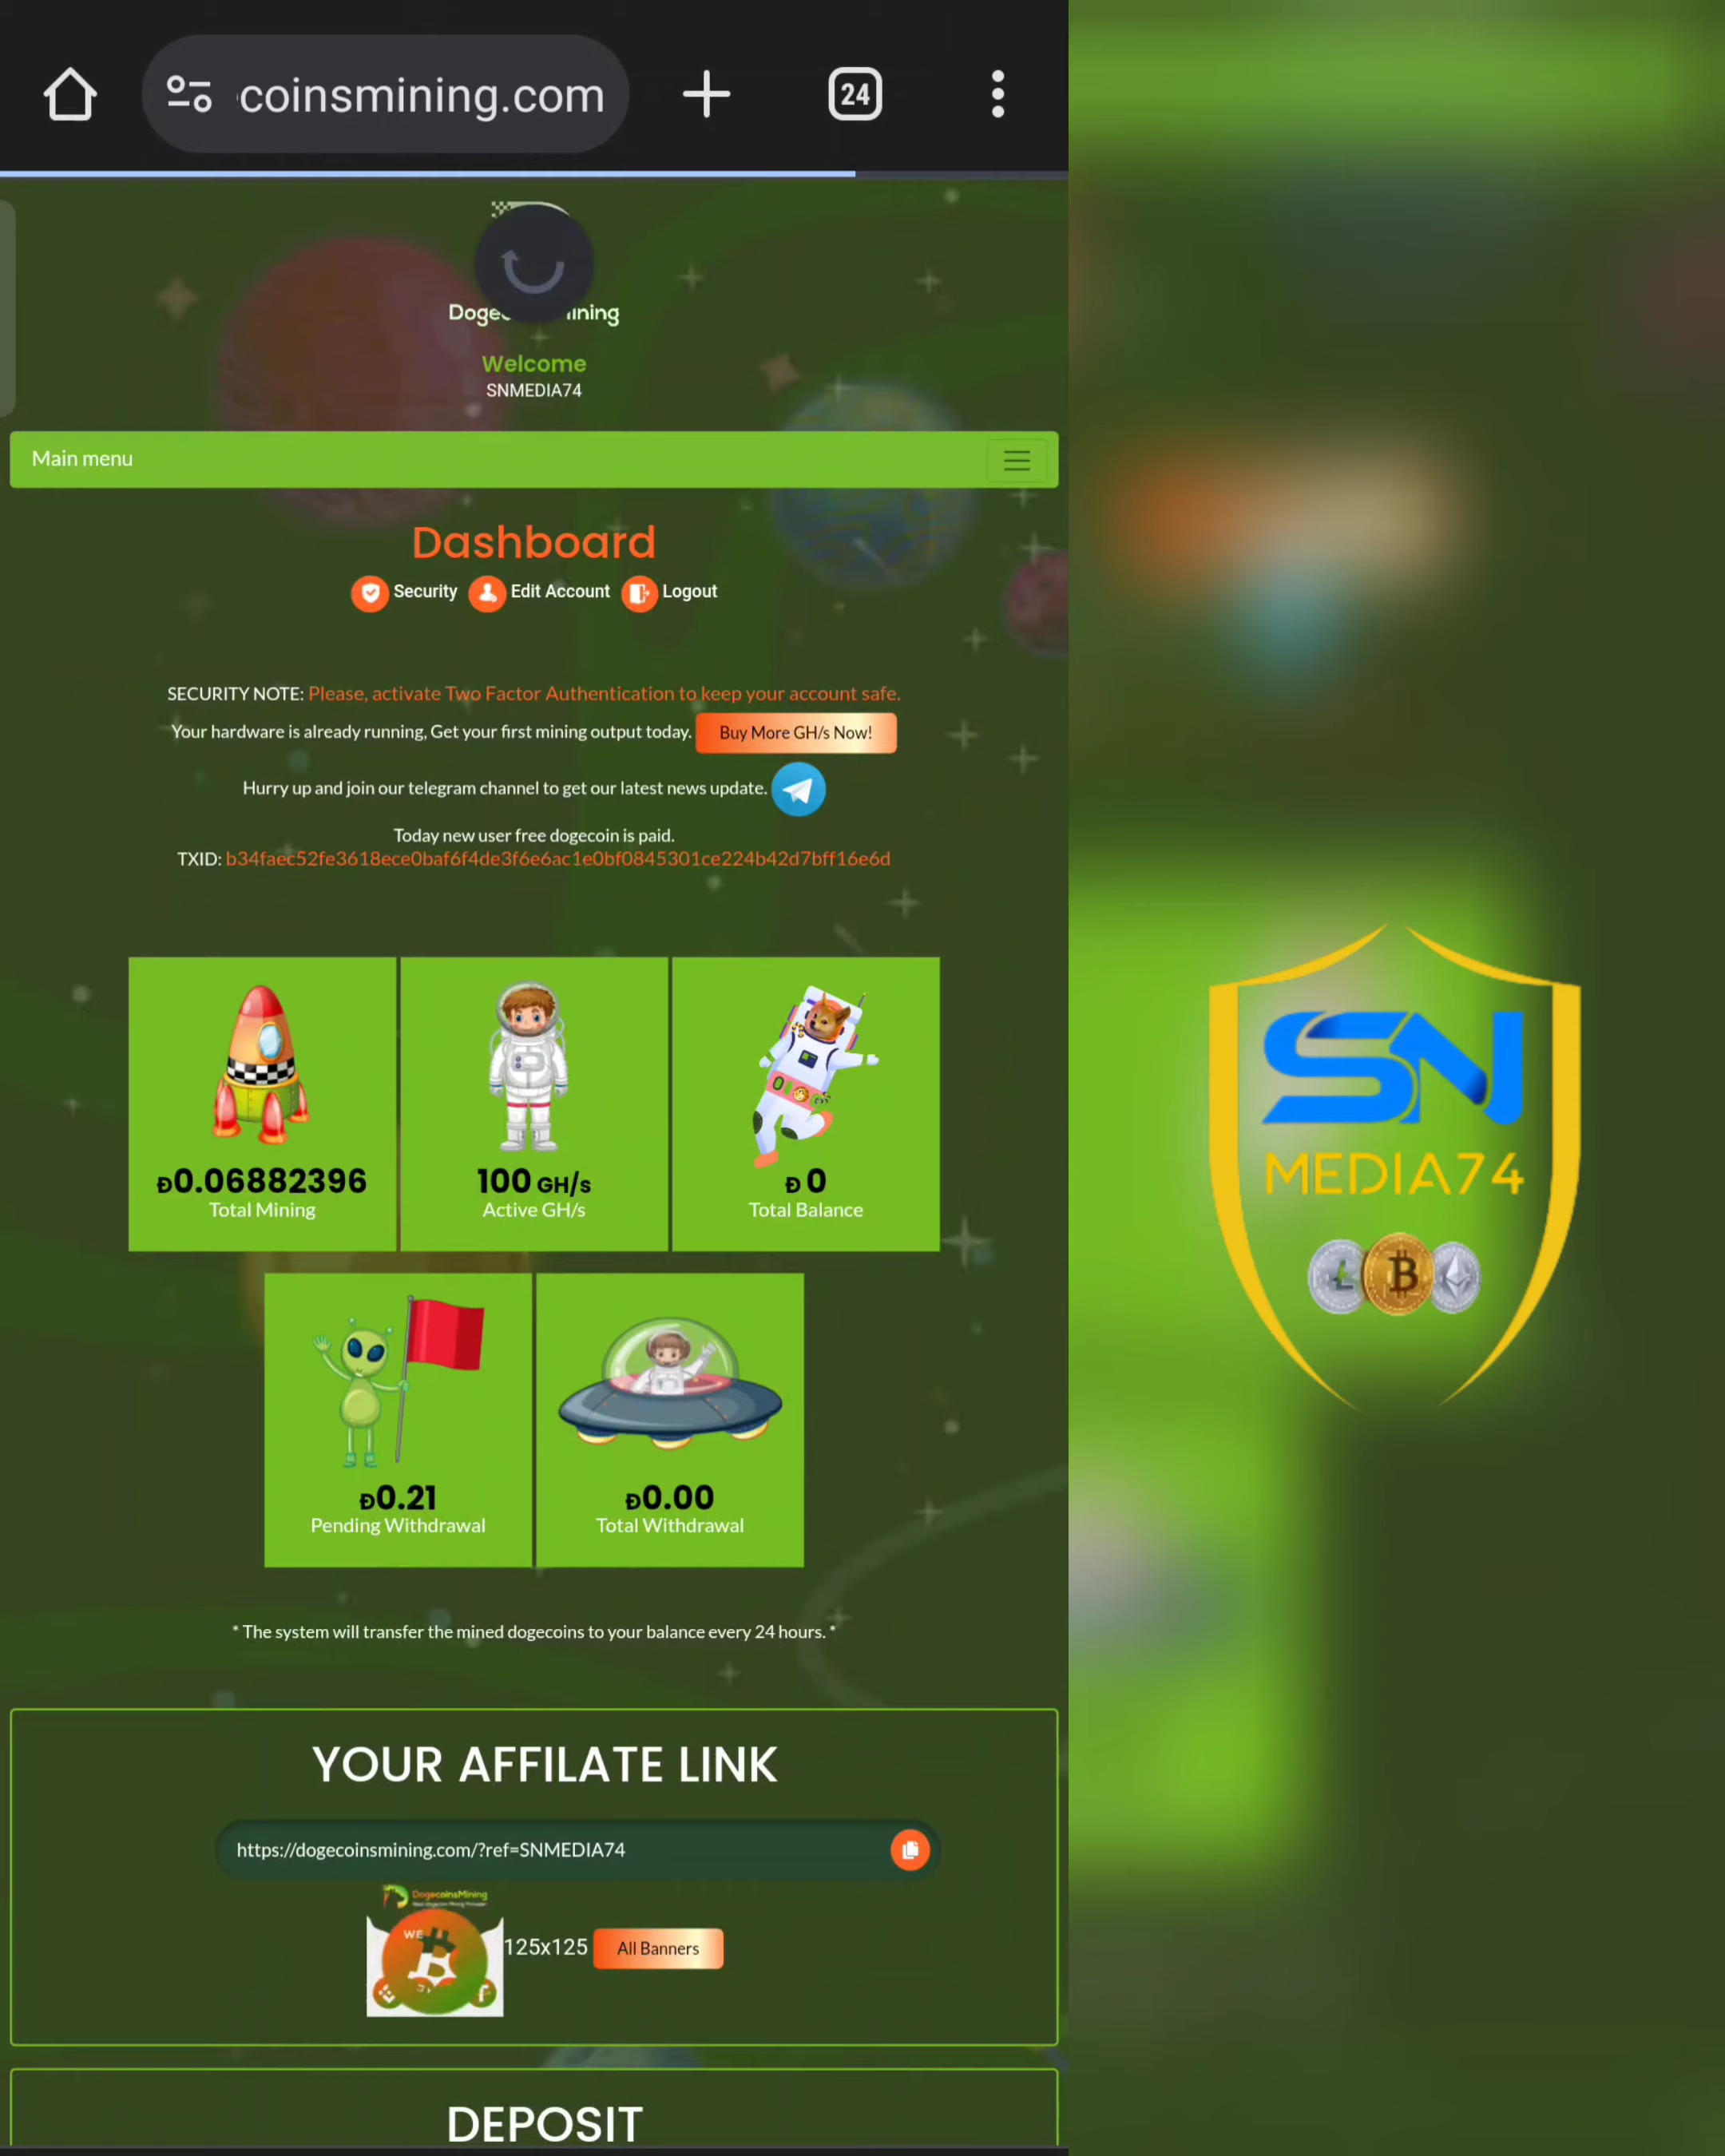 coinsmining.com
24
Welcome
SNMEDIA74
Main menu
Dashboard
Security Edit Account Logout
SECURITY NOTE: Please, activate Two Factor Authentication to keep your account safe.
Your hardware is already running, Get your first mining output today. Buy More GH/s Now!
Hurry up and join our telegram channel to get our latest news update.
Today new user free dogecoin is paid.
TXID: b34faec52fe3618ece0baf6f4de3f6e6ac1e0bf0845301ce224b42d7bff16e6d
Ð0.06882396
Total Mining
100 GH/s
Active GH/s
Ð 0
Total Balance
Ð0.21
Pending Withdrawal
Ð0.00
Total Withdrawal
* The system will transfer the mined dogecoins to your balance every 24 hours. *
YOUR AFFILATE LINK
https://dogecoinsmining.com/?ref=SNMEDIA74
DogecoinsMining
WE
125x125 All Banners
DEPOSIT
SN
MEDIA74